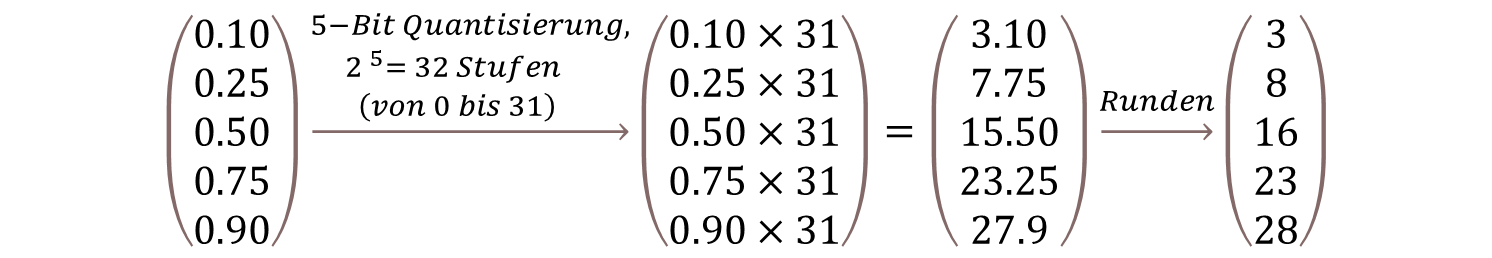 0.10 5−Bit Quantisierung, 0.10 × 31 3.10 3
0.25 2 ⁵= 32 Stufen 0.25 × 31 7.75 8
(von 0 bis 31) Runden
0.50 0.50 × 31 = 15.50 16
0.75 0.75 × 31 23.25 23
0.90 0.90 × 31 27.9 28